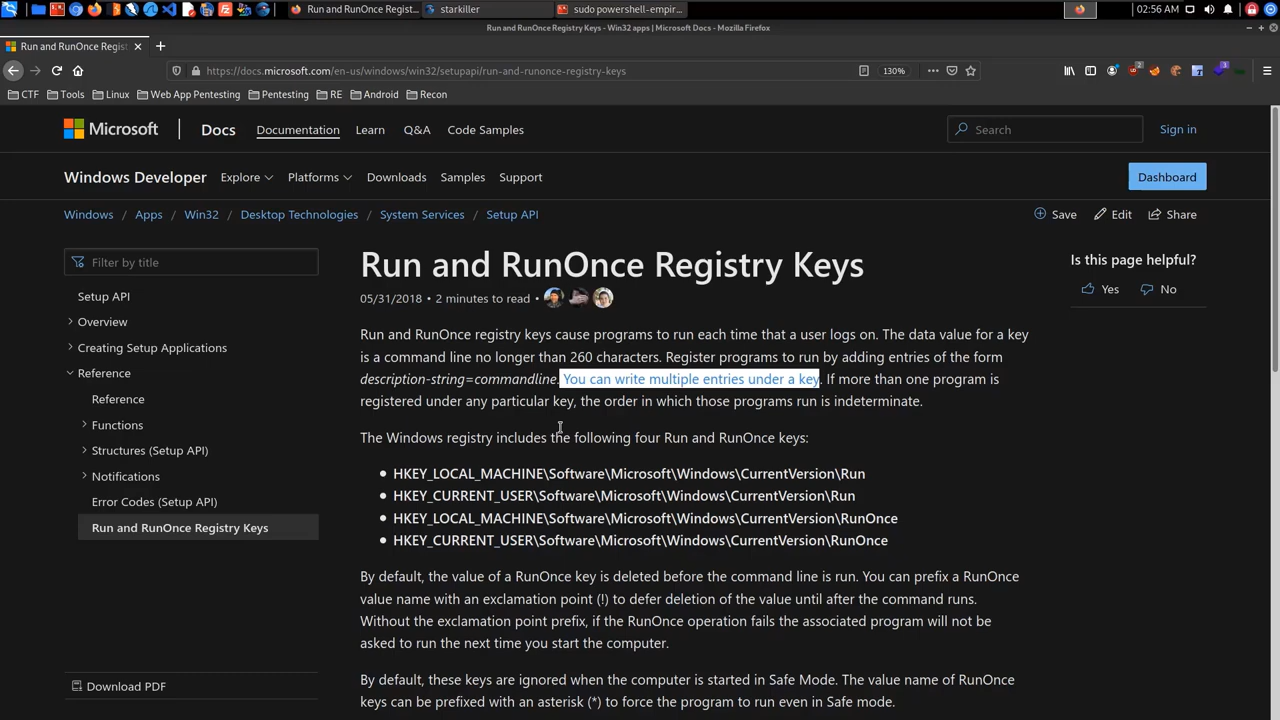 Run and RunOnce Regist...
starkiller
sudo powershell-empir...
02:56 AM
Run and RunOnce Registry Keys - Win32 apps | Microsoft Docs - Mozilla Firefox
Run and RunOnce Regist
https://docs.microsoft.com/en-us/windows/win32/setupapi/run-and-runonce-registry-keys
130%
CTF Tools Linux Web App Pentesting Pentesting RE Android Recon
Microsoft Docs Documentation Learn Q&A Code Samples Search Sign in
Windows Developer Explore Platforms Downloads Samples Support Dashboard
Windows / Apps / Win32 / Desktop Technologies / System Services / Setup API
Save Edit Share
Filter by title
Setup API
Overview
Creating Setup Applications
Reference
Reference
Functions
Structures (Setup API)
Notifications
Error Codes (Setup API)
Run and RunOnce Registry Keys
Download PDF
Run and RunOnce Registry Keys
05/31/2018 • 2 minutes to read •
Run and RunOnce registry keys cause programs to run each time that a user logs on. The data value for a key
is a command line no longer than 260 characters. Register programs to run by adding entries of the form
description-string=commandline. You can write multiple entries under a key. If more than one program is
registered under any particular key, the order in which those programs run is indeterminate.
The Windows registry includes the following four Run and RunOnce keys:
• HKEY_LOCAL_MACHINE\Software\Microsoft\Windows\CurrentVersion\Run
• HKEY_CURRENT_USER\Software\Microsoft\Windows\CurrentVersion\Run
• HKEY_LOCAL_MACHINE\Software\Microsoft\Windows\CurrentVersion\RunOnce
• HKEY_CURRENT_USER\Software\Microsoft\Windows\CurrentVersion\RunOnce
By default, the value of a RunOnce key is deleted before the command line is run. You can prefix a RunOnce
value name with an exclamation point (!) to defer deletion of the value until after the command runs.
Without the exclamation point prefix, if the RunOnce operation fails the associated program will not be
asked to run the next time you start the computer.
By default, these keys are ignored when the computer is started in Safe Mode. The value name of RunOnce
keys can be prefixed with an asterisk (*) to force the program to run even in Safe mode.
Is this page helpful?
Yes No